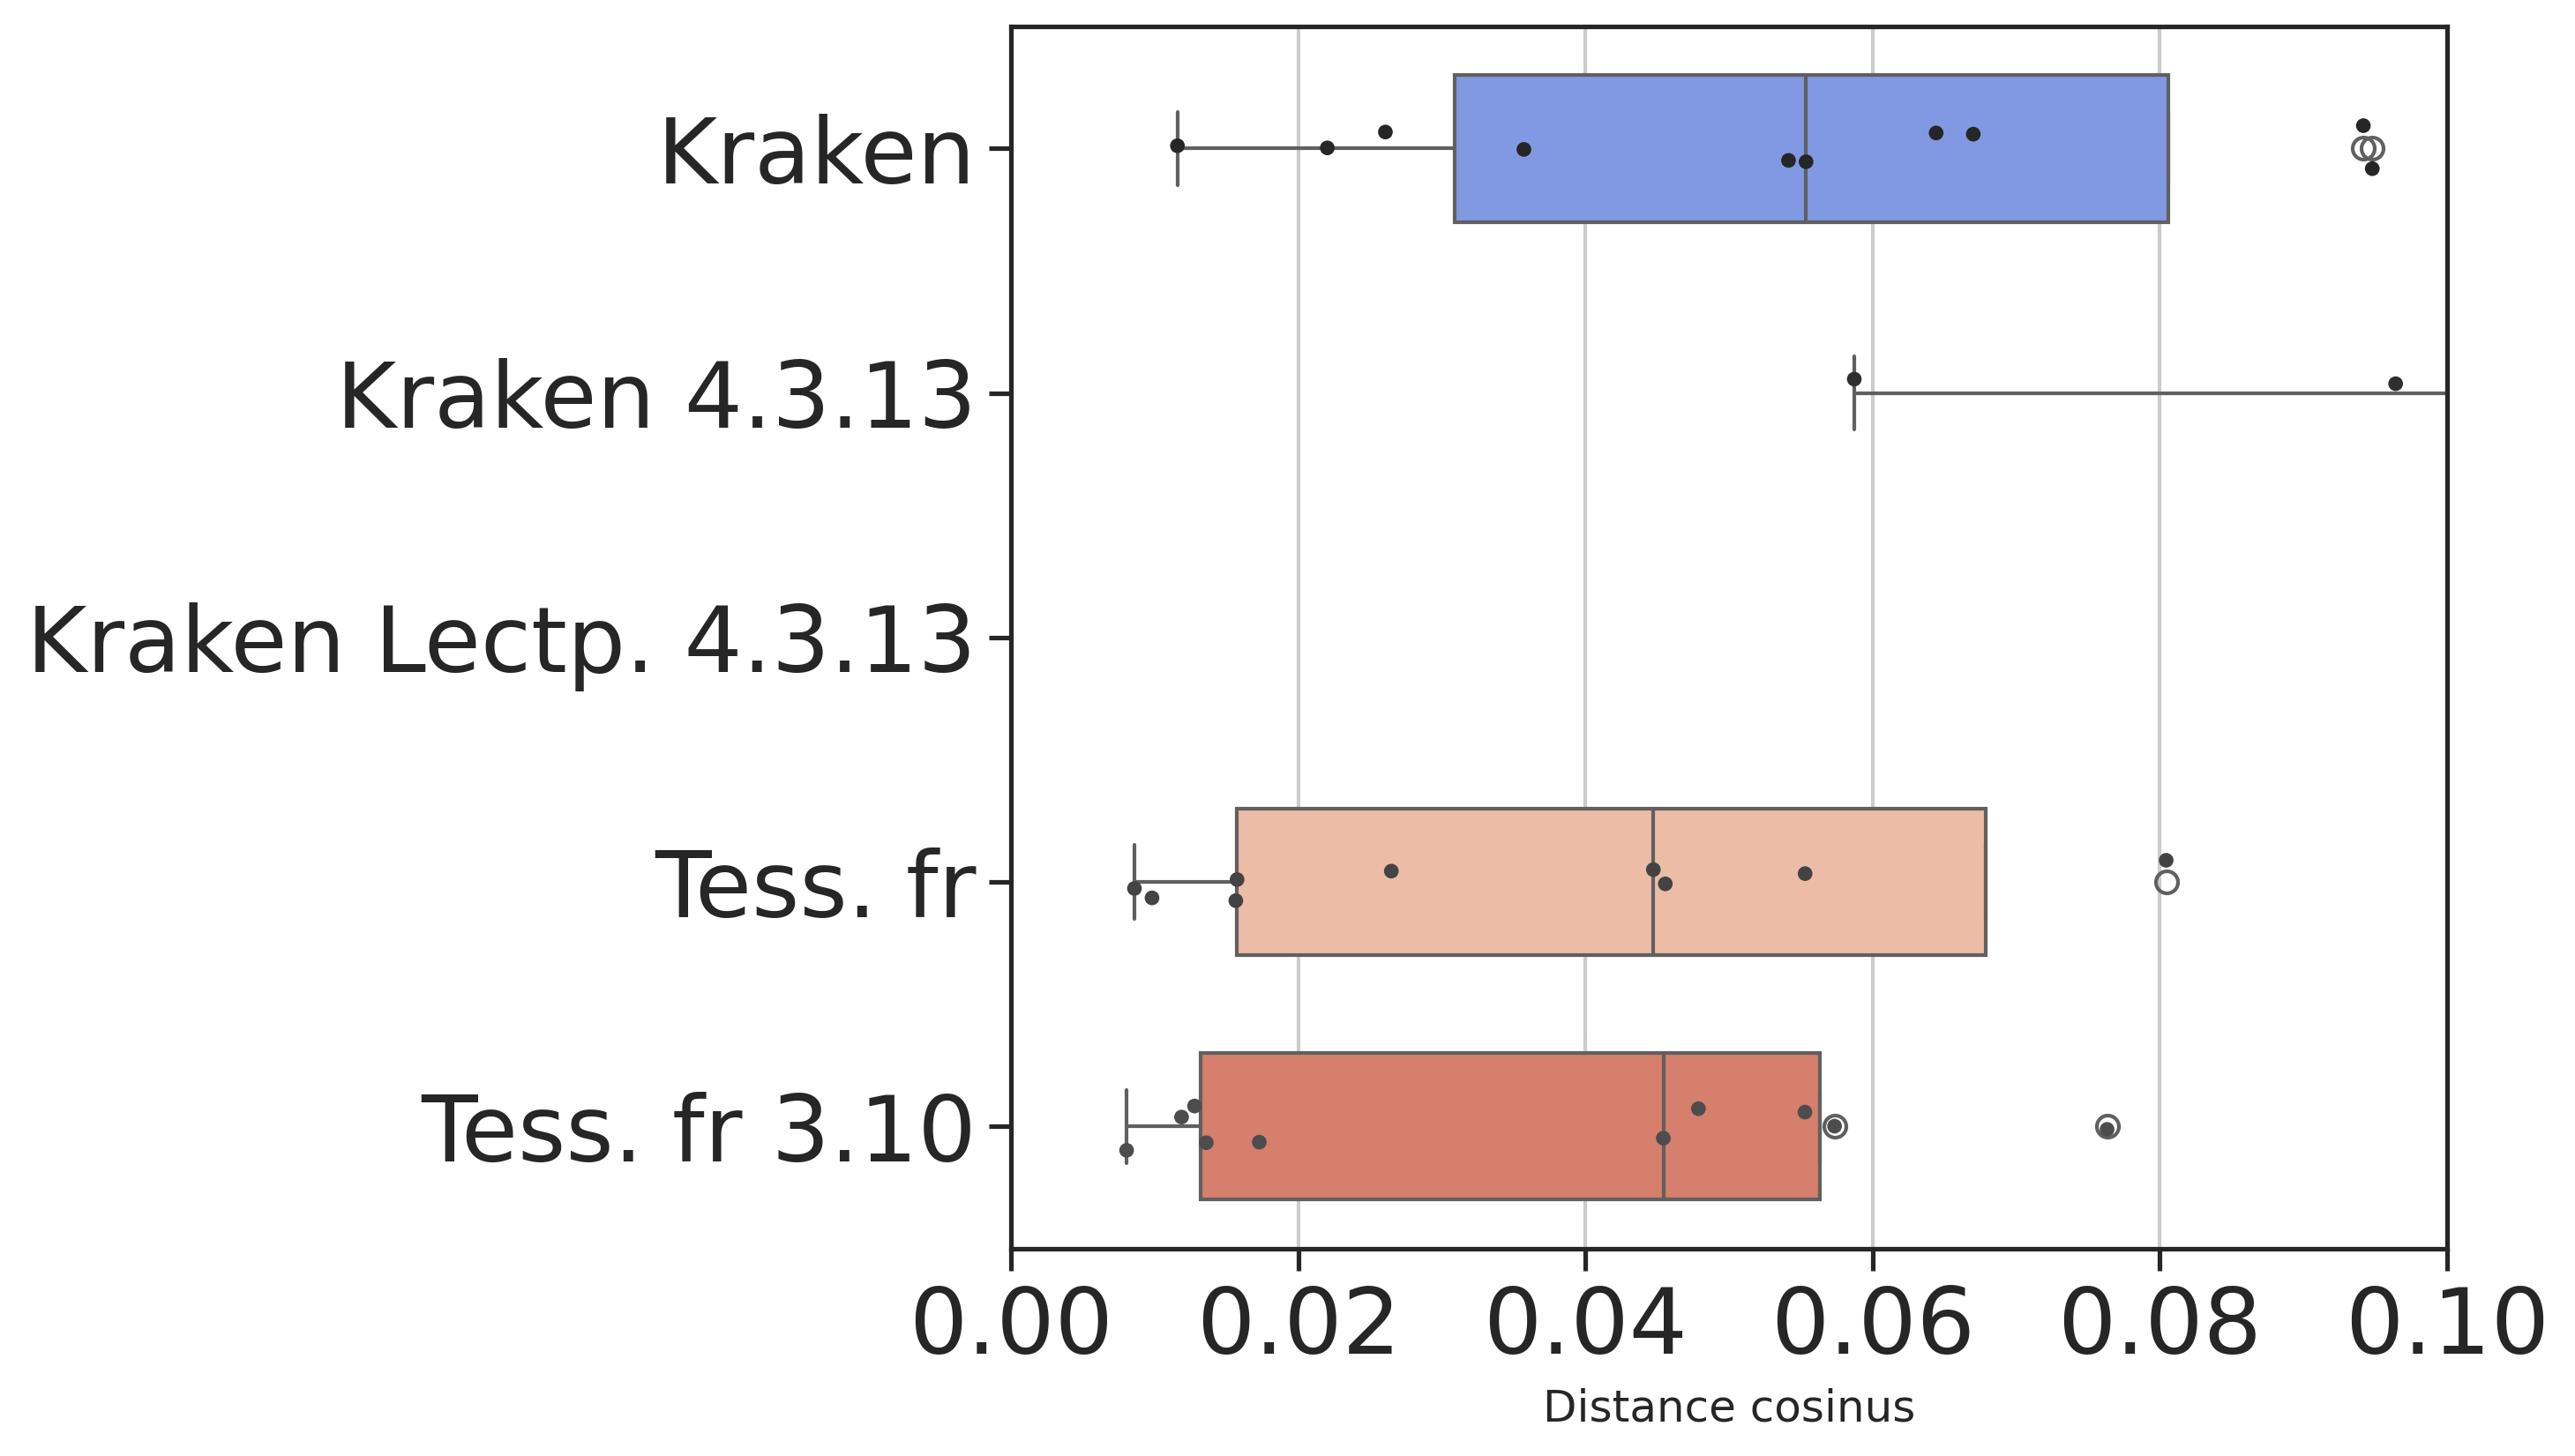 Kraken
Kraken 4.3.13
Kraken Lectp. 4.3.13
Tess. fr
Tess. fr 3.10
0.00 0.02 0.04 0.06 0.08 0.10
Distance cosinus